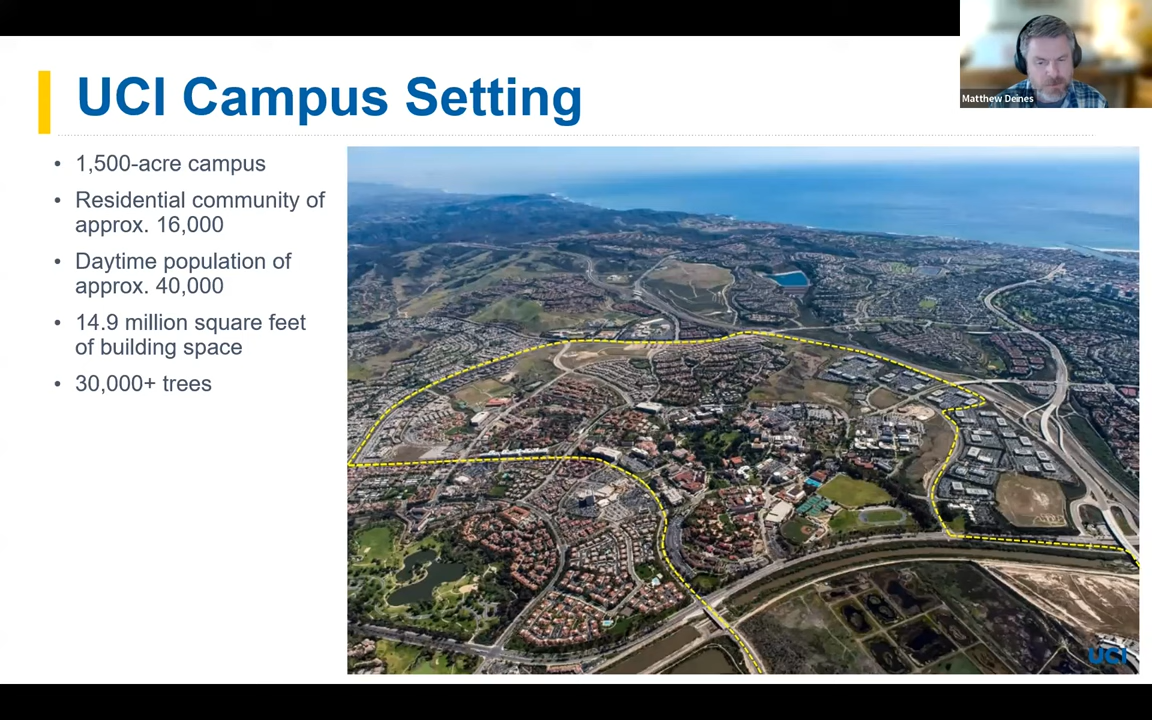 UCI Campus Setting
Matthew Deines
• 1,500-acre campus
• Residential community of
approx. 16,000
• Daytime population of
approx. 40,000
• 14.9 million square feet
of building space
• 30,000+ trees
UCI